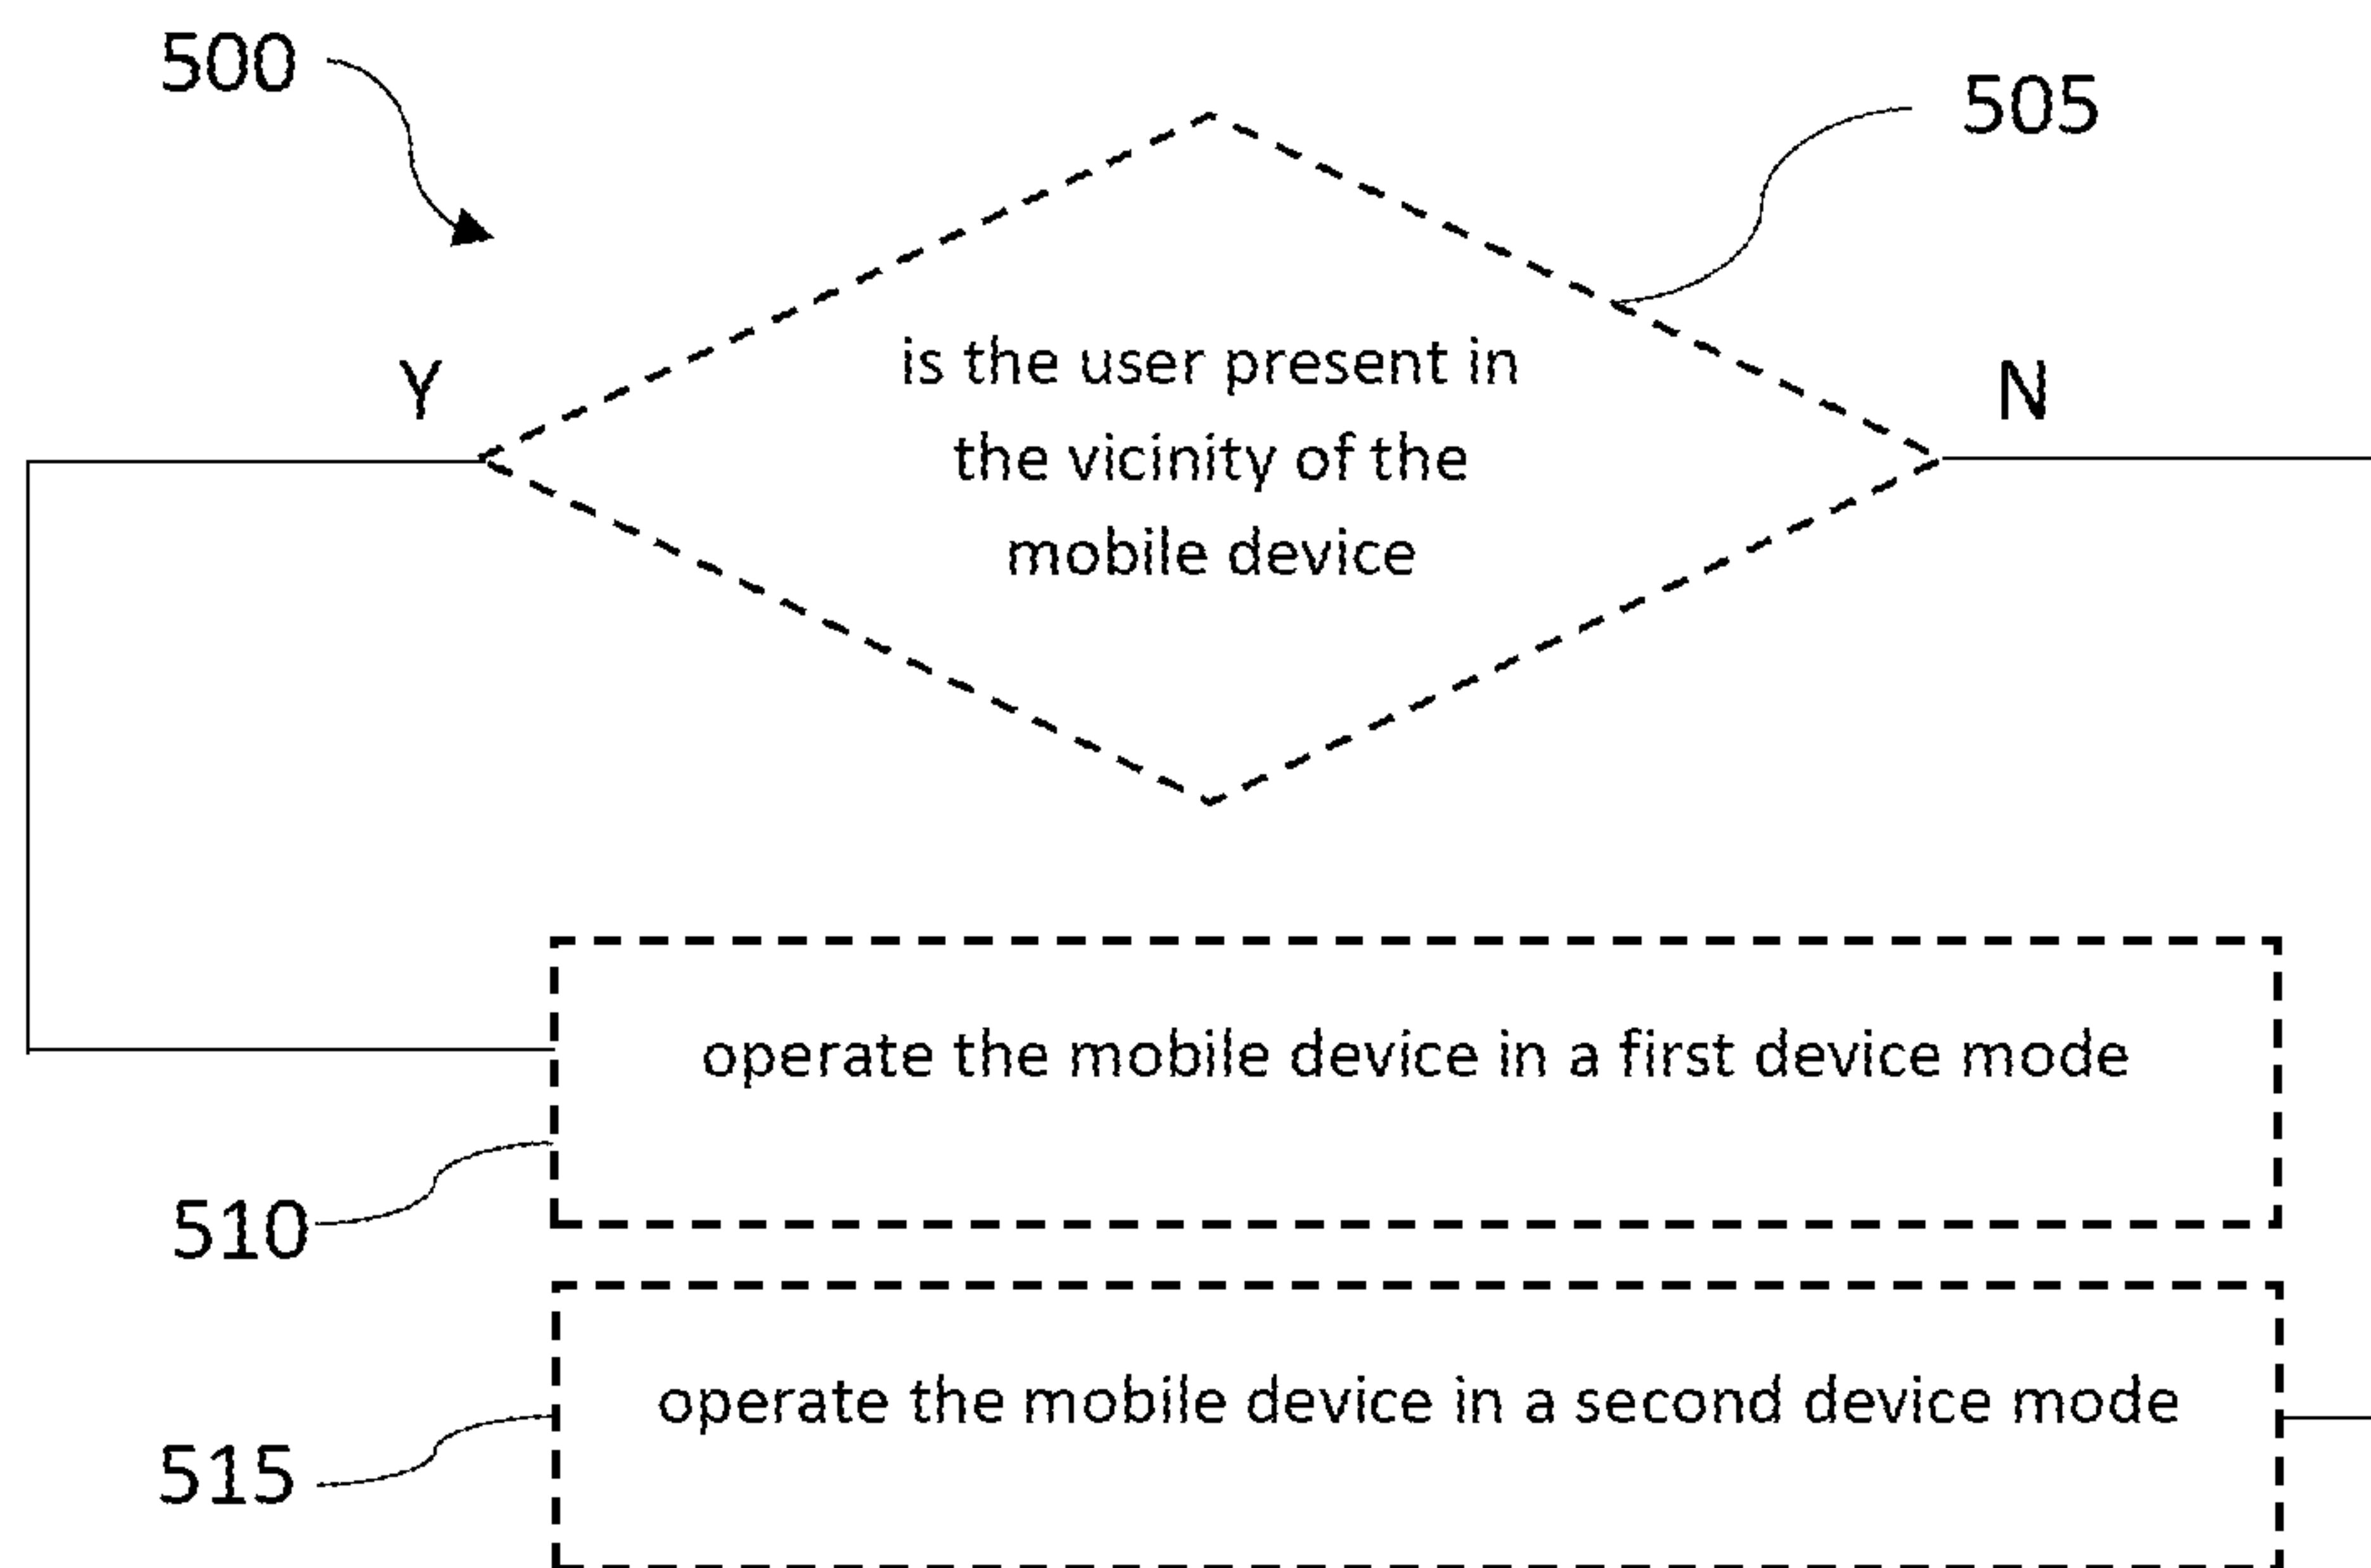 500
505
Y
N
is the user present in
the vicinity of the
mobile device
operate the mobile device in a first device mode
510
operate the mobile device in a second device mode
515